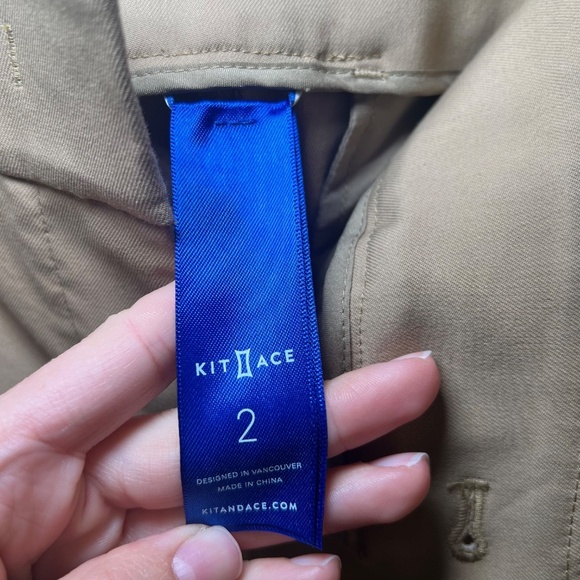 KIT ACE
2
DESIGNED IN VANCOUVER
MADE IN CHINA
KITANDACE.COM